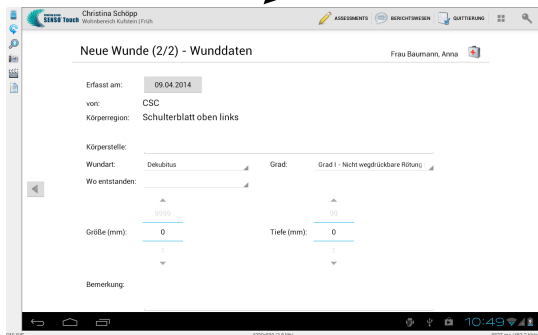 SENSO Touch
Christina Schöpp
Wohnbereich Kufstein | Früh
ASSESSMENTS
BERICHTSWESEN
QUITTIERUNG
Neue Wunde (2/2) - Wunddaten
Frau Baumann, Anna
Erfasst am: 09.04.2014
von: CSC
Körperregion: Schulterblatt oben links
Körperstelle:
Wundart: Dekubitus Grad: Grad I - Nicht wegdrückbare Rötung
Wo entstanden:
9999 99
Größe (mm): 0 Tiefe (mm): 0
1 1
Bemerkung:
10:49